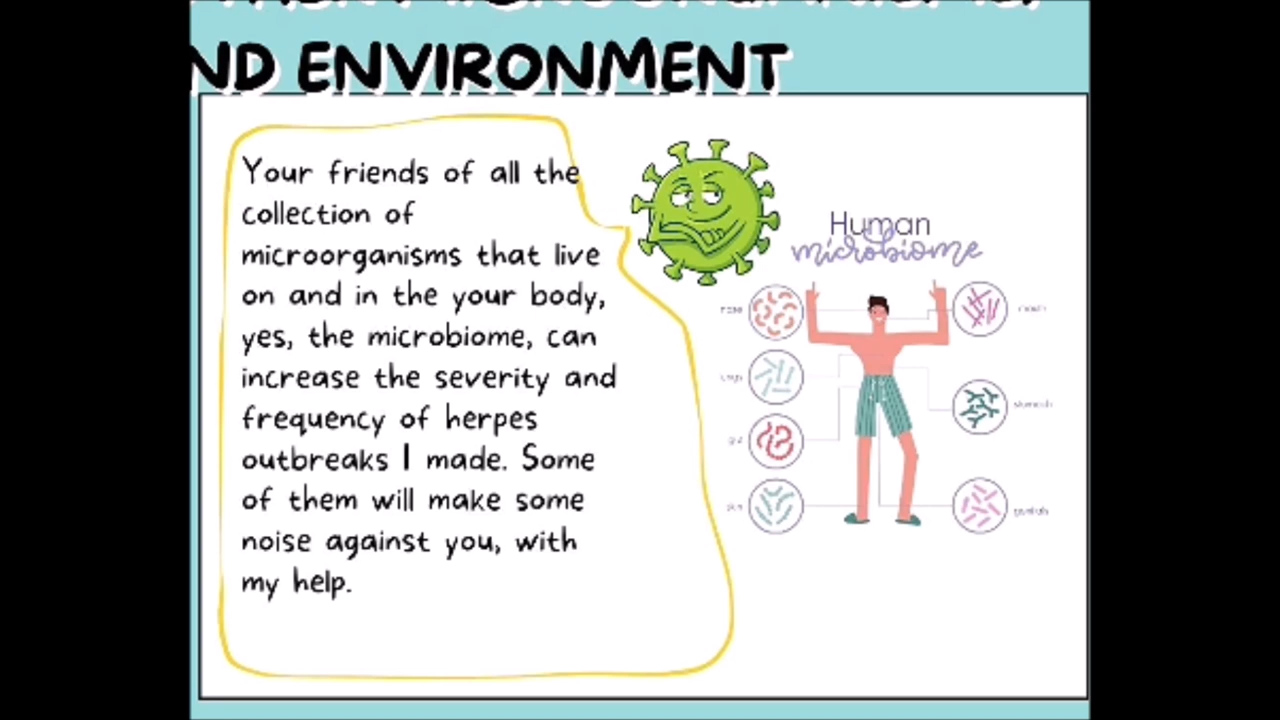 ND ENVIRONMENT
Your friends of all the
collection of
microorganisms that live
on and in the your body,
yes, the microbiome, can
increase the severity and
frequency of herpes
outbreaks I made. Some
of them will make some
noise against you, with
my help.
Human
microbiome